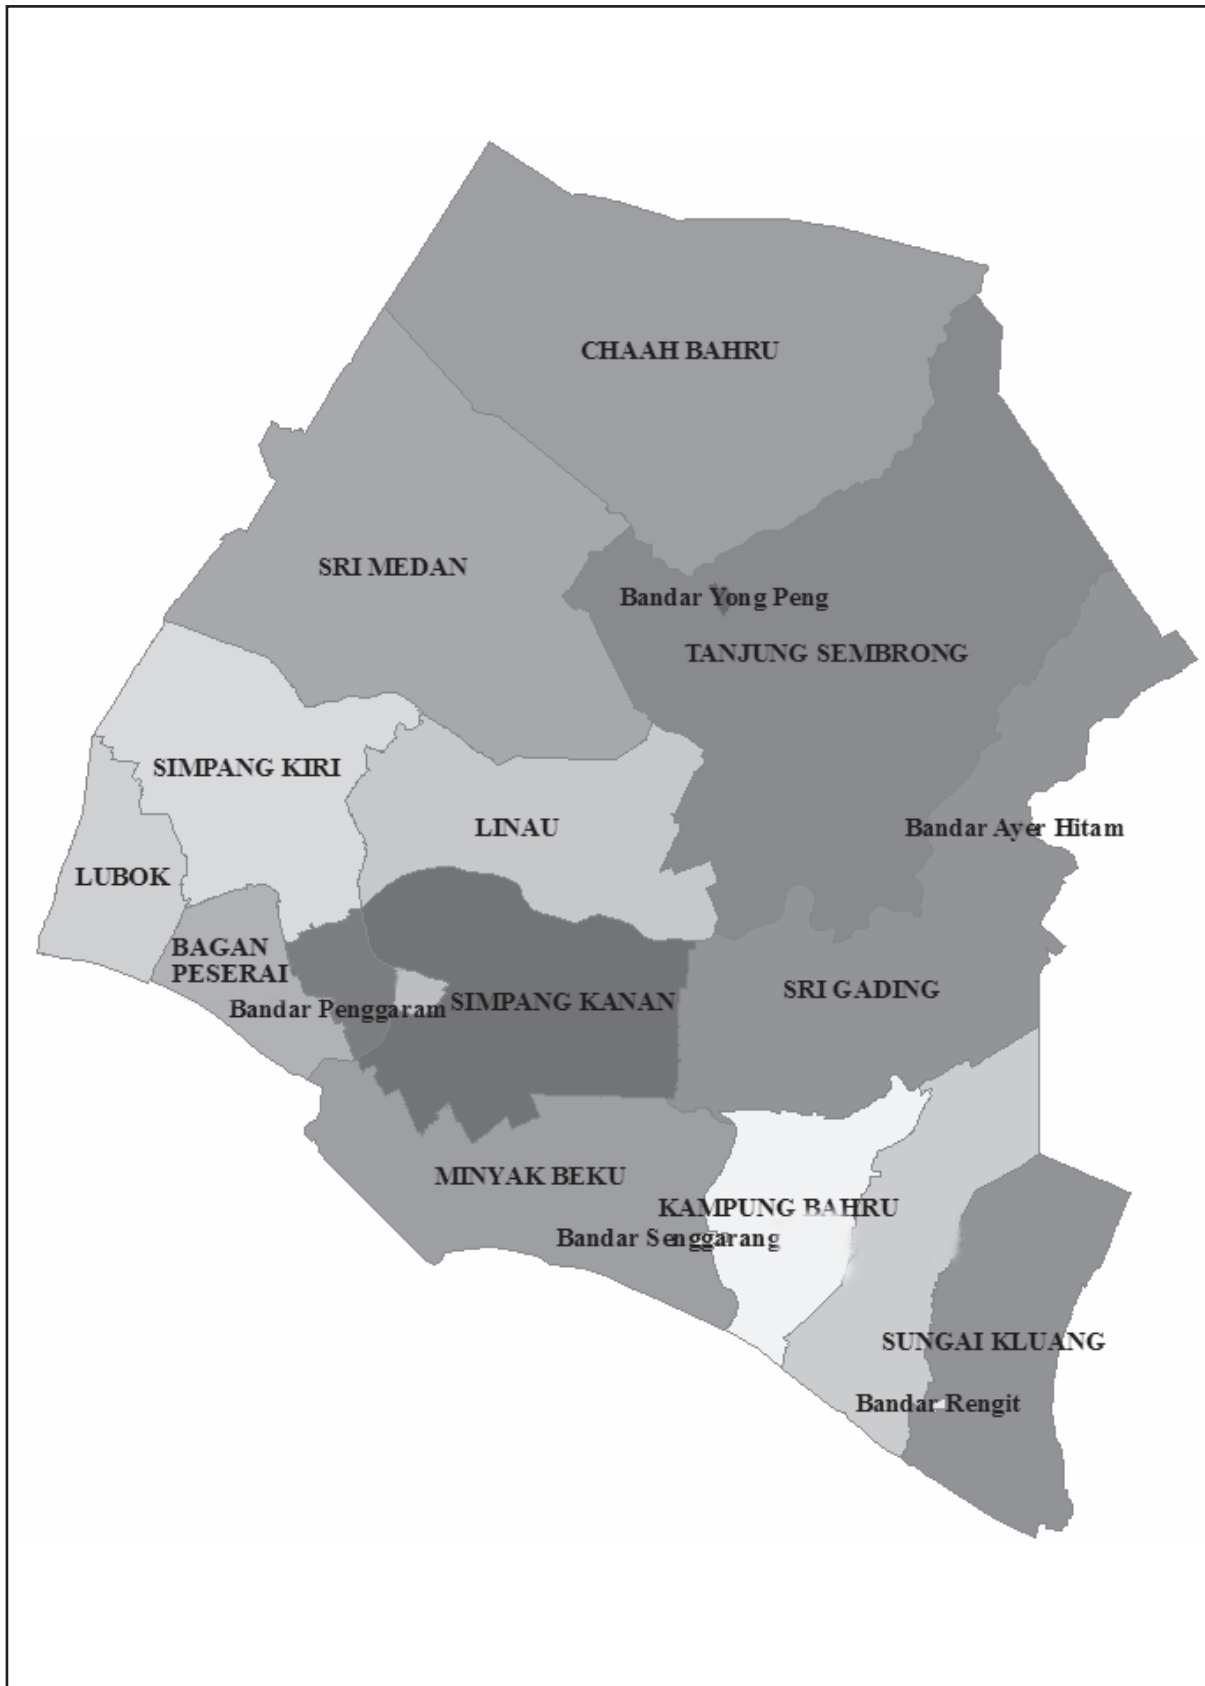 CHAAH BAHRU
SRI MEDAN
Bandar Yong Peng
TANJUNG SEMBRONG
SIMPANG KIRI
LINAU
Bandar Ayer Hitam
LUBOK
BAGAN
PESERAI
SRI GADING
Bandar Penggaram
SIMPANG KANAN
MINYAK BEKU
KAMPUNG BAHRU
Bandar Senggarang
SUNGAI KLUANG
Bandar Rengit